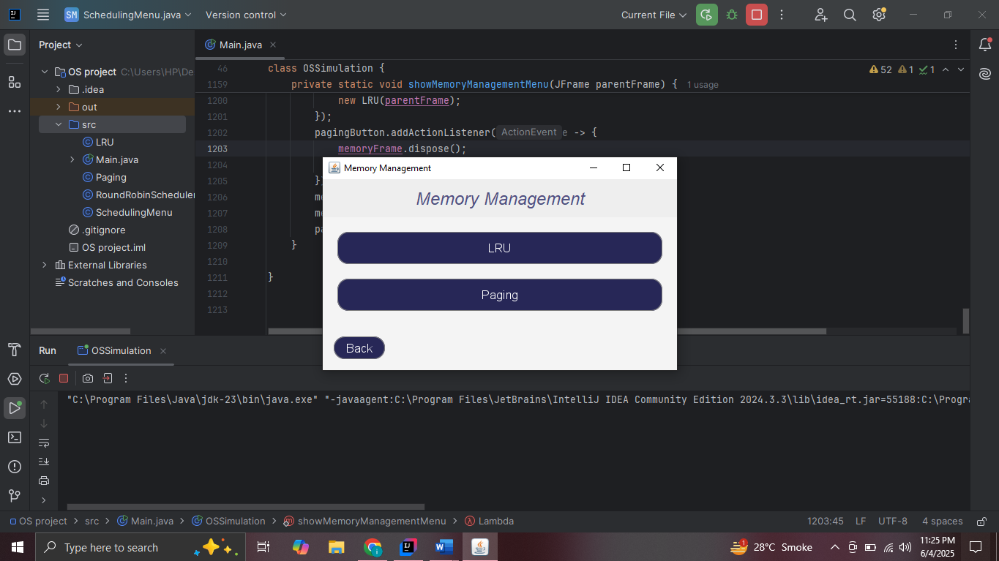 SM SchedulingMenu.java Version control Current File
Project
Main.java
OS project C:\Users\HP\De
.idea
out
src
LRU
Main.java
Paging
RoundRobinScheduler
SchedulingMenu
.gitignore
OS project.iml
External Libraries
Scratches and Consoles
46 class OSSimulation { 52 1 1
1159 private static void showMemoryManagementMenu(JFrame parentFrame) { 1 usage
1200 new LRU(parentFrame);
1201 });
1202 pagingButton.addActionListener( ActionEvent e -> {
1203 memoryFrame.dispose();
1204
1205 }
1206 me
1207 me
1208 pa
1209 }
1210
1211 }
1212
1213
Memory Management
Memory Management
LRU
Paging
Back
Run OSSimulation
"C:\Program Files\Java\jdk-23\bin\java.exe" "-javaagent:C:\Program Files\JetBrains\IntelliJ IDEA Community Edition 2024.3.3\lib\idea_rt.jar=55188:C:\Progra
OS project > src > Main.java > OSSimulation > showMemoryManagementMenu > Lambda 1203:45 LF UTF-8 4 spaces
Type here to search 28°C Smoke 11:25 PM
6/4/2025